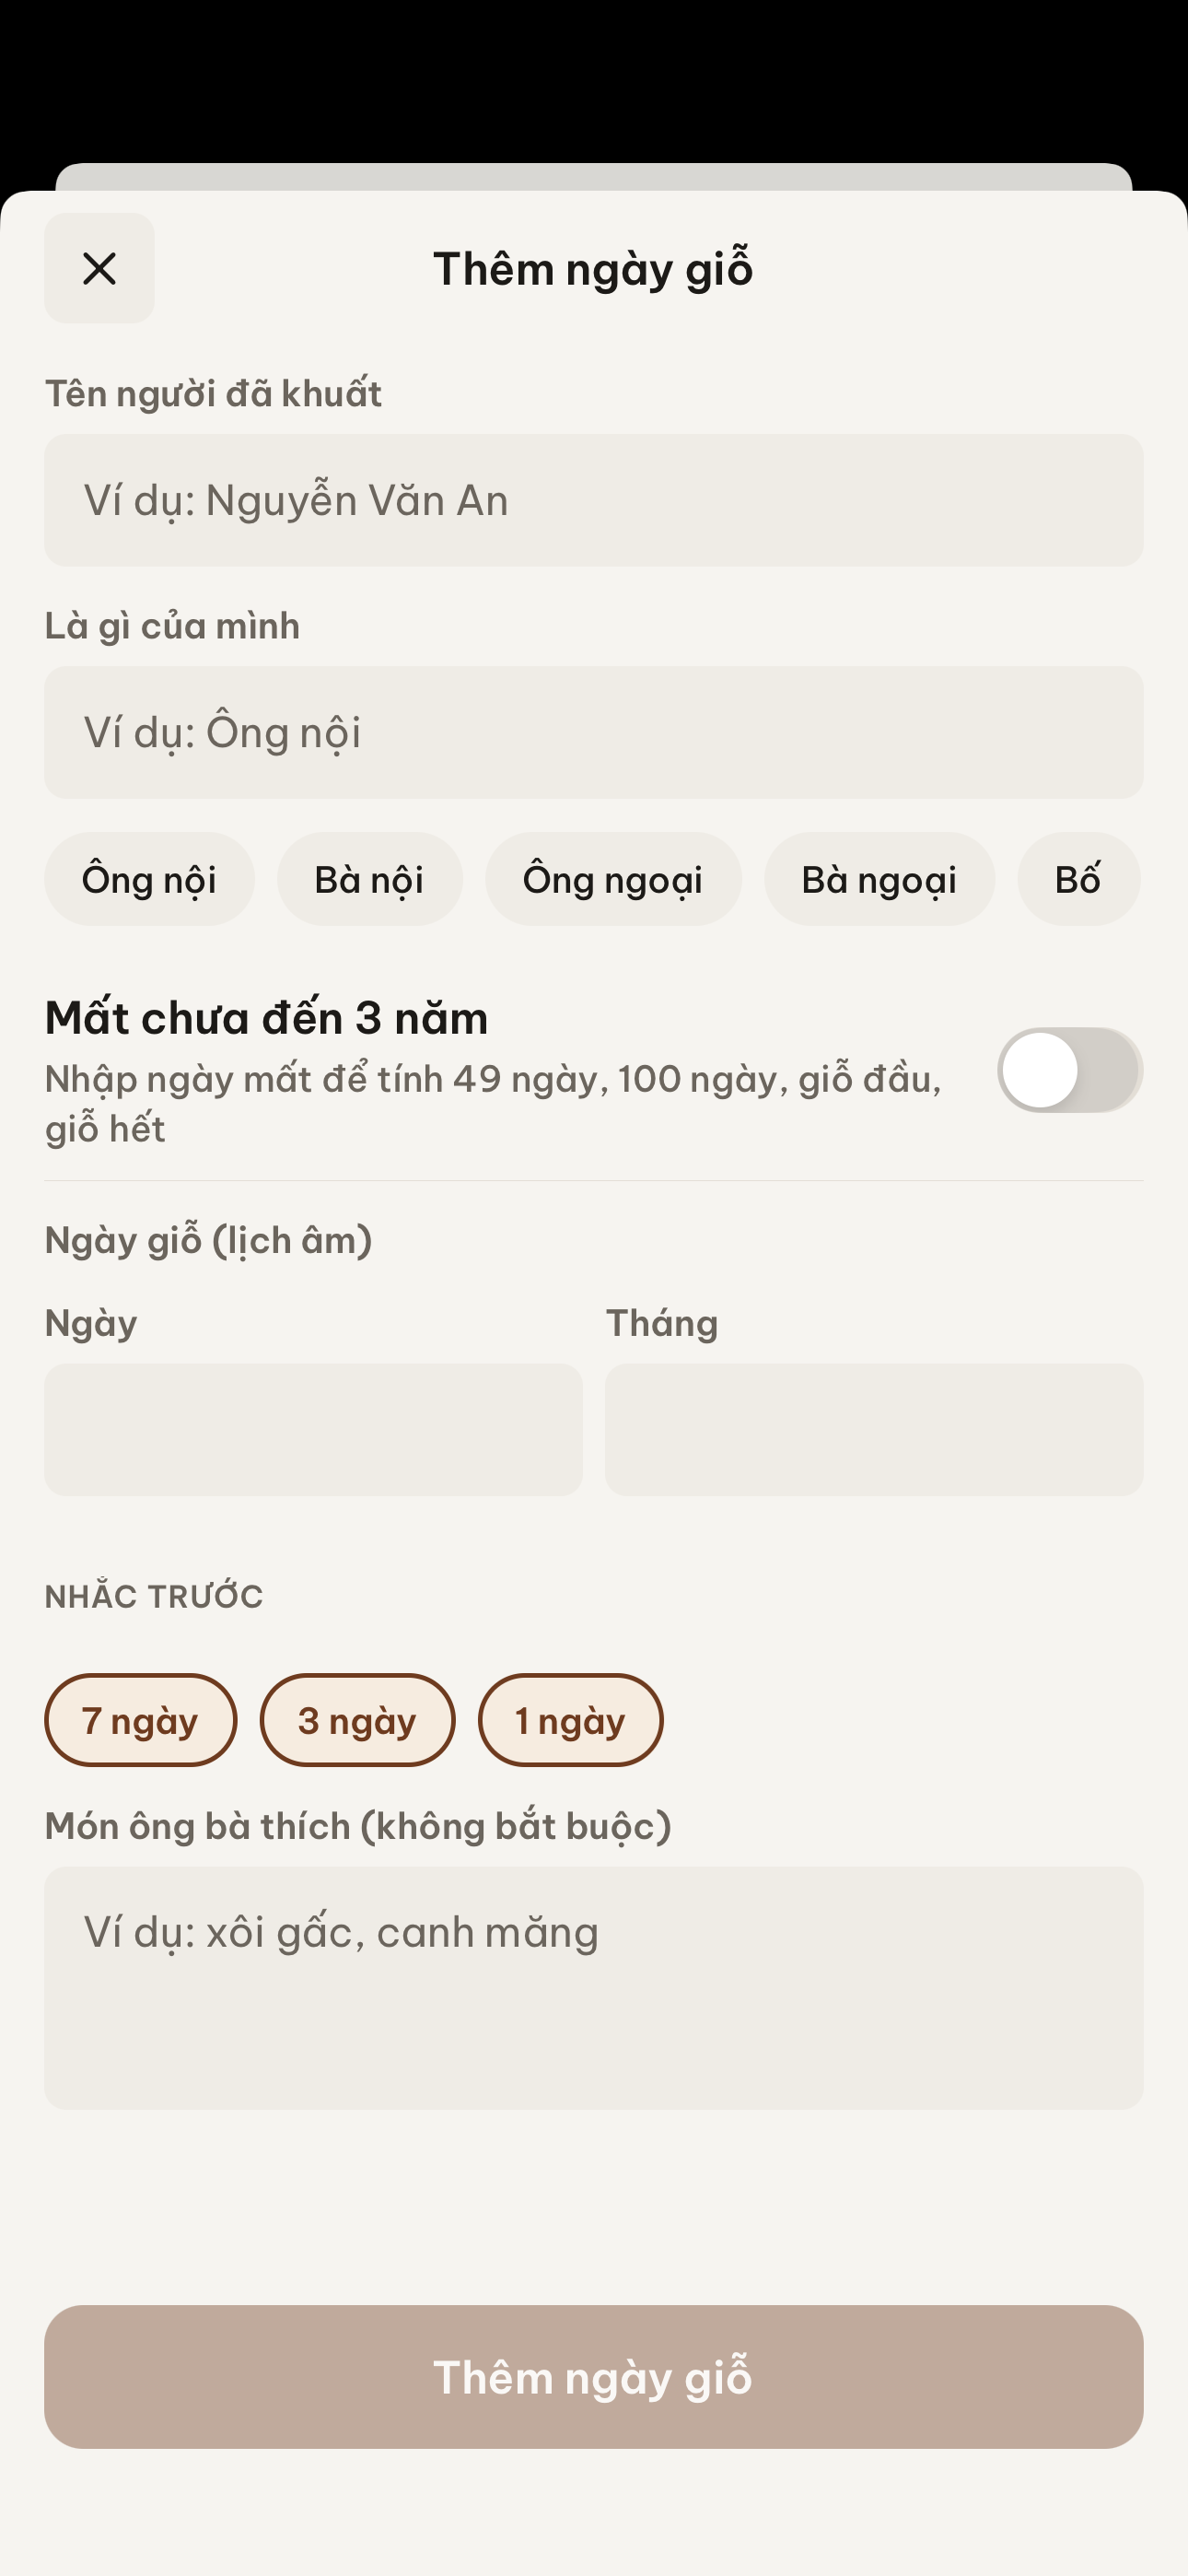 Thêm ngày giỗ
Tên người đã khuất
Ví dụ: Nguyễn Văn An
Là gì của mình
Ví dụ: Ông nội
Ông nội
Bà nội
Ông ngoại
Bà ngoại
Bố
Mất chưa đến 3 năm
Nhập ngày mất để tính 49 ngày, 100 ngày, giỗ đầu,
giỗ hết
Ngày giỗ (lịch âm)
Ngày
Tháng
NHẮC TRƯỚC
7 ngày
3 ngày
1 ngày
Món ông bà thích (không bắt buộc)
Ví dụ: xôi gấc, canh măng
Thêm ngày giỗ